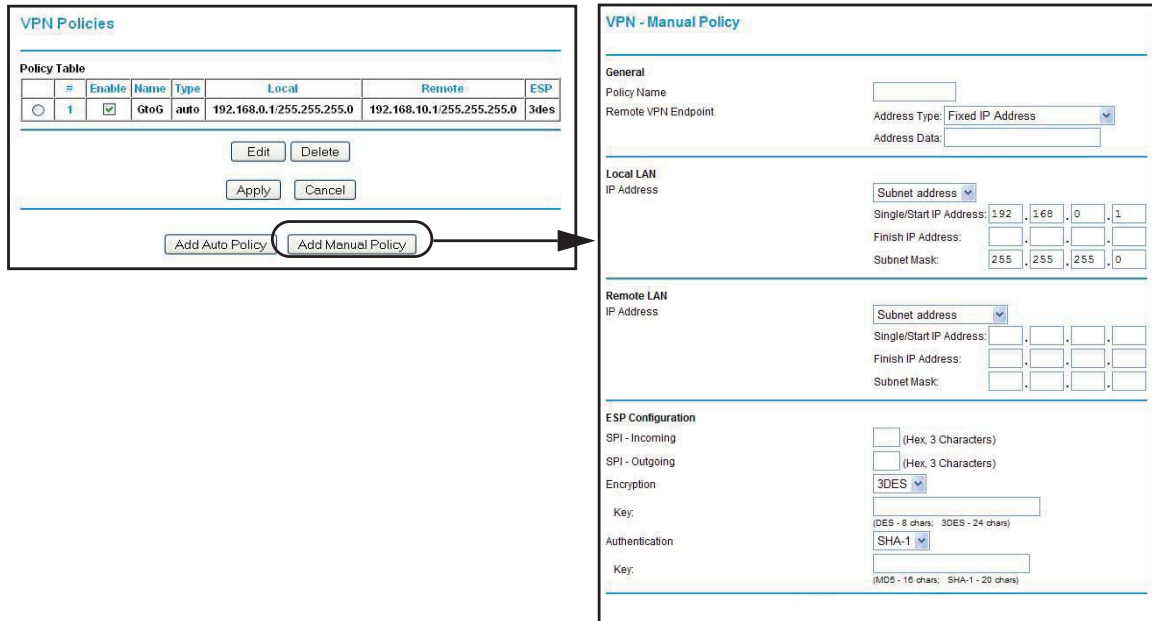 VPN Policies
Policy Table
# Enable Name Type Local Remote ESP
1 GtoG auto 192.168.0.1/255.255.255.0 192.168.10.1/255.255.255.0 3des
Edit Delete
Apply Cancel
Add Auto Policy Add Manual Policy
VPN - Manual Policy
General
Policy Name
Remote VPN Endpoint Address Type: Fixed IP Address
Address Data:
Local LAN
IP Address Subnet address
Single/Start IP Address: 192 . 168 . 0 . 1
Finish IP Address: . . .
Subnet Mask: 255 . 255 . 255 . 0
Remote LAN
IP Address Subnet address
Single/Start IP Address: . . .
Finish IP Address: . . .
Subnet Mask: . . .
ESP Configuration
SPI - Incoming (Hex, 3 Characters)
SPI - Outgoing (Hex, 3 Characters)
Encryption 3DES
Key:
(DES - 8 chars; 3DES - 24 chars)
Authentication SHA-1
Key:
(MD5 - 16 chars; SHA-1 - 20 chars)